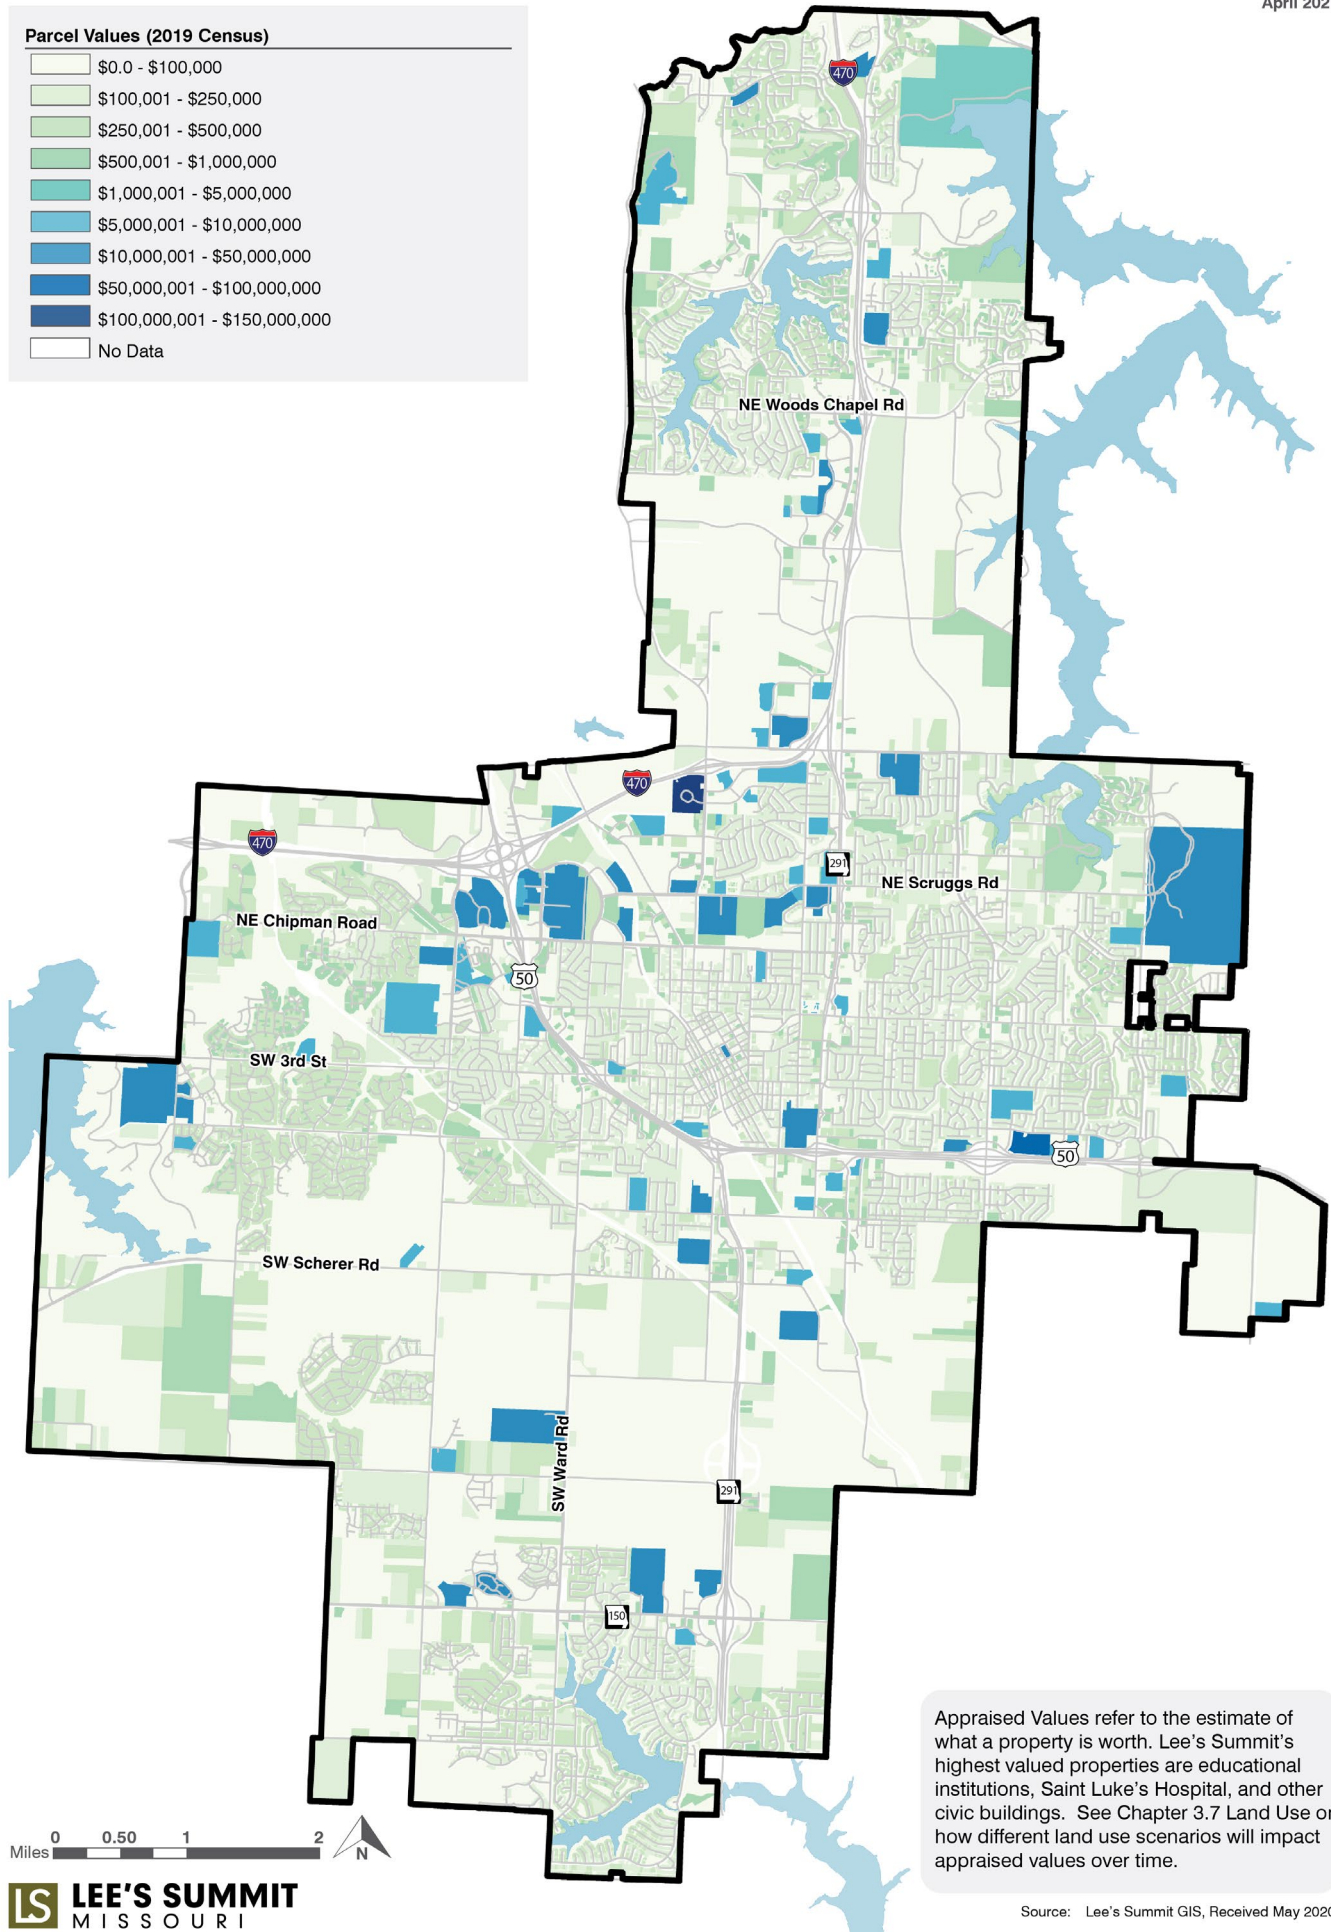 April 202
Parcel Values (2019 Census)
$0.0 - $100,000
$100,001 - $250,000
$250,001 - $500,000
$500,001 - $1,000,000
$1,000,001 - $5,000,000
$5,000,001 - $10,000,000
$10,000,001 - $50,000,000
$50,000,001 - $100,000,000
$100,000,001 - $150,000,000
No Data
470
NE Woods Chapel Rd
470
470
291
NE Scruggs Rd
NE Chipman Road
50
SW 3rd St
50
SW Scherer Rd
SW Ward Rd
291
150
Appraised Values refer to the estimate of
what a property is worth. Lee's Summit's
highest valued properties are educational
institutions, Saint Luke's Hospital, and other
civic buildings. See Chapter 3.7 Land Use on
how different land use scenarios will impact
appraised values over time.
0 0.50 1 2
Miles
N
LS LEE'S SUMMIT
MISSOURI
Source: Lee's Summit GIS, Received May 2020